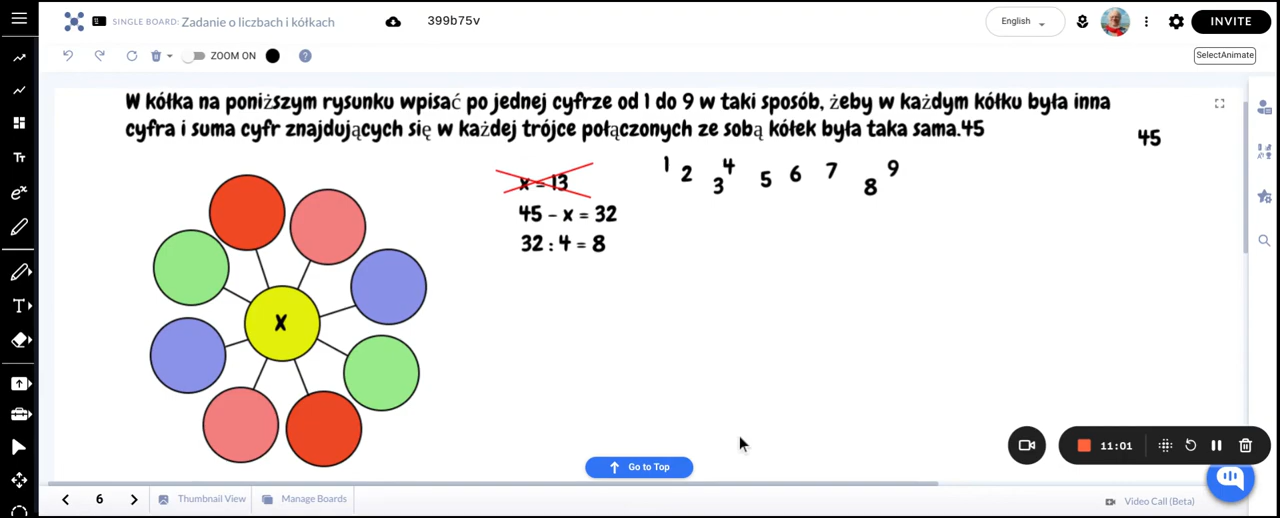 SINGLE BOARD: Zadanie o liczbach i kółkach
399b75v
English
INVITE
ZOOM ON
SelectAnimate
W kółka na poniższym rysunku wpisać po jednej cyfrze od 1 do 9 w taki sposób, żeby w każdym kółku była inna
cyfra i suma cyfr znajdujących się w każdej trójce połączonych ze sobą kółek była taka sama.45
45
x = 13
1 2 3 4 5 6 7 8 9
45 - x = 32
32 : 4 = 8
X
11:01
Go to Top
6
Thumbnail View
Manage Boards
Video Call (Beta)